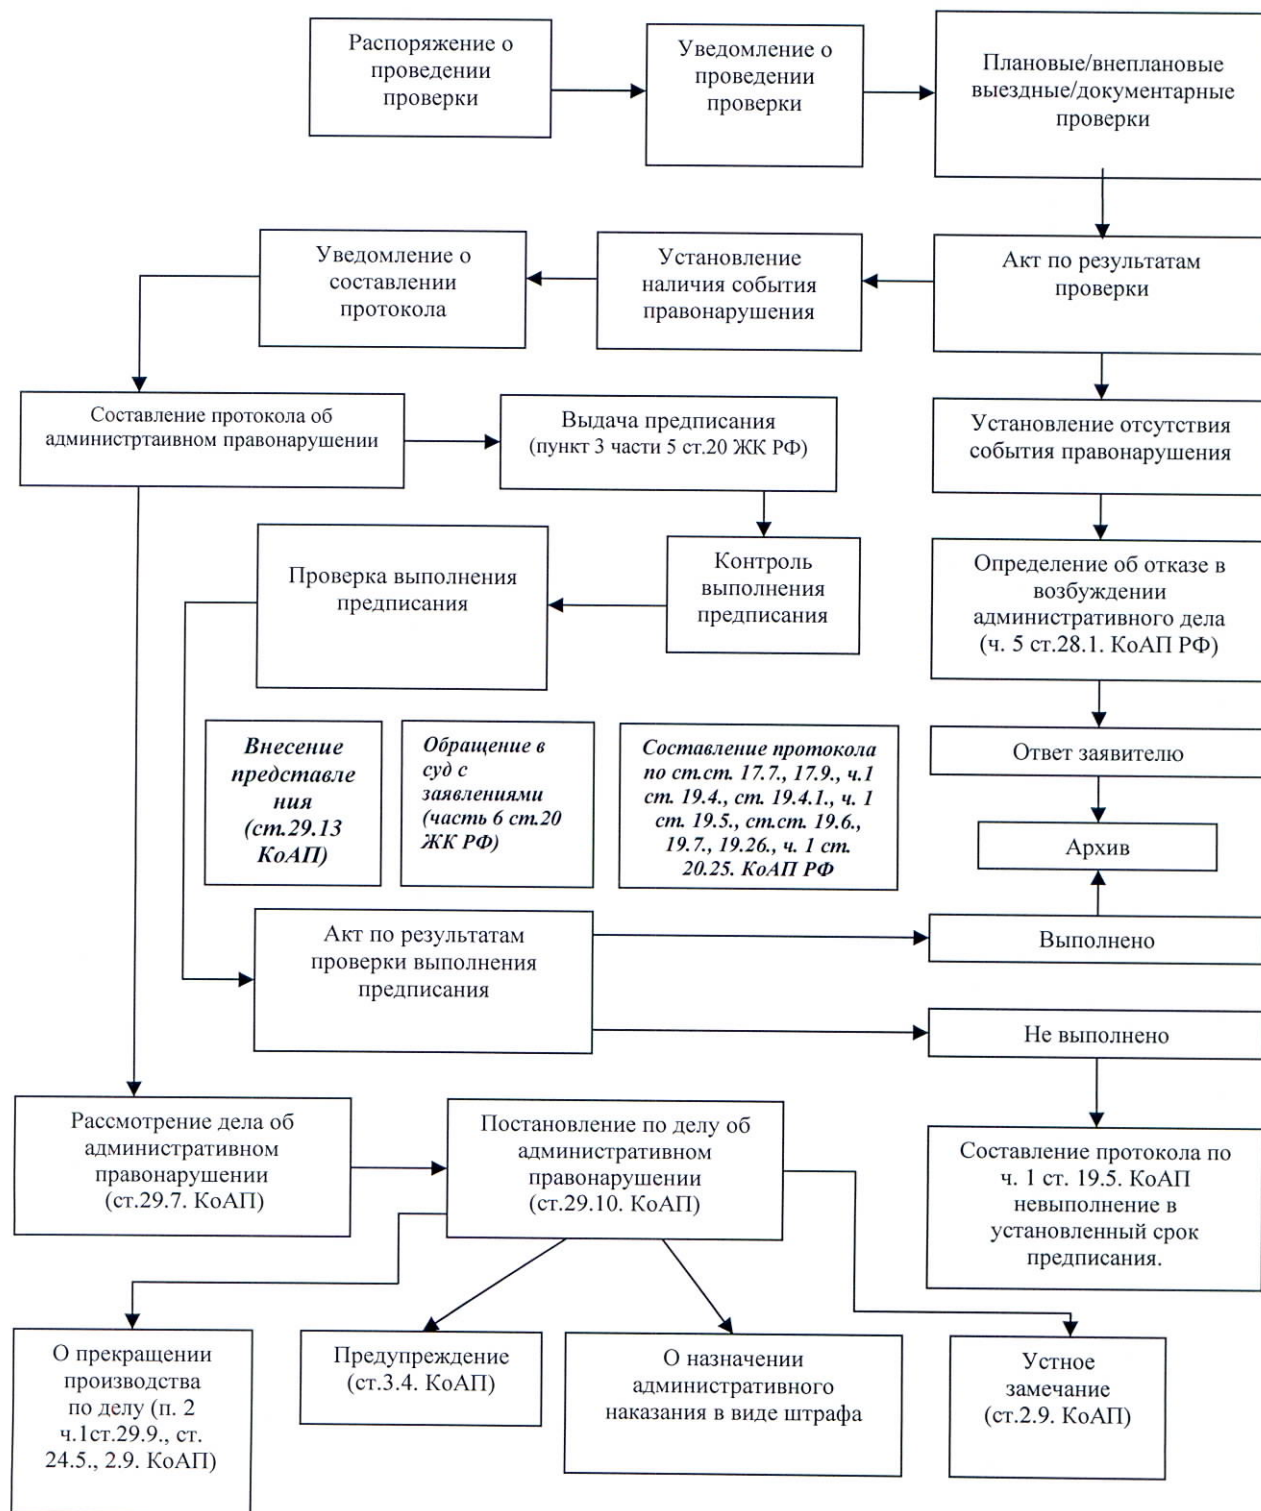 Распоряжение о
проведении
проверки
Уведомление о
проведении
проверки
Плановые/внеплановые
выездные/документарные
проверки
Уведомление о
составлении
протокола
Установление
наличия события
правонарушения
Акт по результатам
проверки
Составление протокола об
администртаивном правонарушении
Выдача предписания
(пункт 3 части 5 ст.20 ЖК РФ)
Установление отсутствия
события правонарушения
Проверка выполнения
предписания
Контроль
выполнения
предписания
Определение об отказе в
возбуждении
административного дела
(ч. 5 ст.28.1. КоАП РФ)
Внесение
представле
ния
(ст.29.13
КоАП)
Обращение в
суд с
заявлениями
(часть 6 ст.20
ЖК РФ)
Составление протокола
по ст.ст. 17.7., 17.9., ч.1
ст. 19.4., ст. 19.4.1., ч. 1
ст. 19.5., ст.ст. 19.6.,
19.7., 19.26., ч. 1 ст.
20.25. КоАП РФ
Ответ заявителю
Архив
Акт по результатам
проверки выполнения
предписания
Выполнено
Не выполнено
Рассмотрение дела об
административном
правонарушении
(ст.29.7. КоАП)
Постановление по делу об
административном
правонарушении
(ст.29.10. КоАП)
Составление протокола по
ч. 1 ст. 19.5. КоАП
невыполнение в
установленный срок
предписания.
О прекращении
производства
по делу (п. 2
ч.1ст.29.9., ст.
24.5., 2.9. КоАП)
Предупреждение
(ст.3.4. КоАП)
О назначении
административного
наказания в виде штрафа
Устное
замечание
(ст.2.9. КоАП)